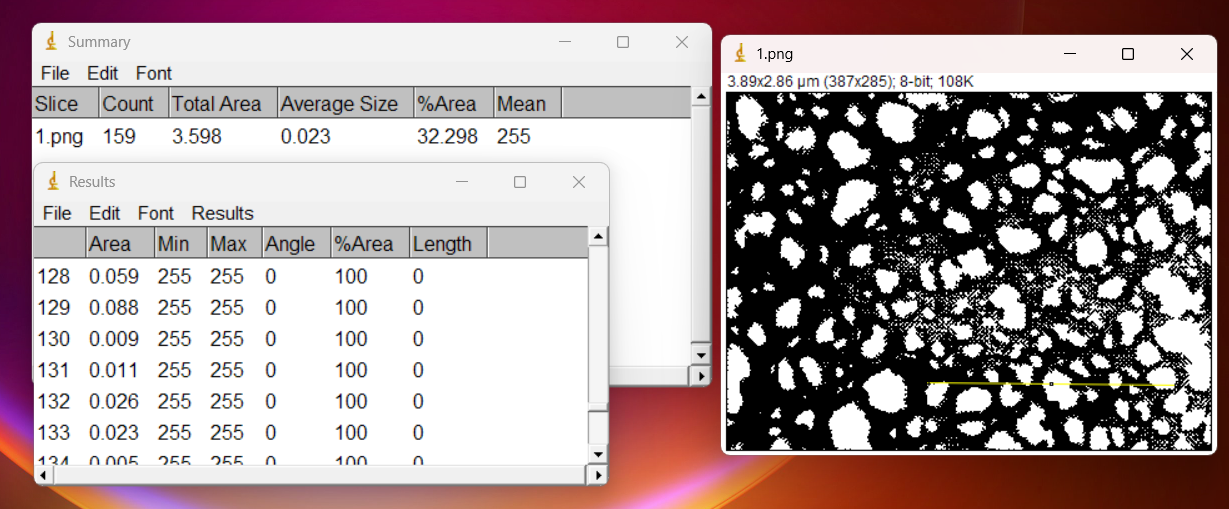 Summary
File Edit Font
Slice Count Total Area Average Size %Area Mean
1.png 159 3.598 0.023 32.298 255
Results
File Edit Font Results
Area Min Max Angle %Area Length
128 0.059 255 255 0 100 0
129 0.088 255 255 0 100 0
130 0.009 255 255 0 100 0
131 0.011 255 255 0 100 0
132 0.026 255 255 0 100 0
133 0.023 255 255 0 100 0
134 0.005 255 255 0 100 0
1.png
3.89x2.86 µm (387x285); 8-bit; 108K